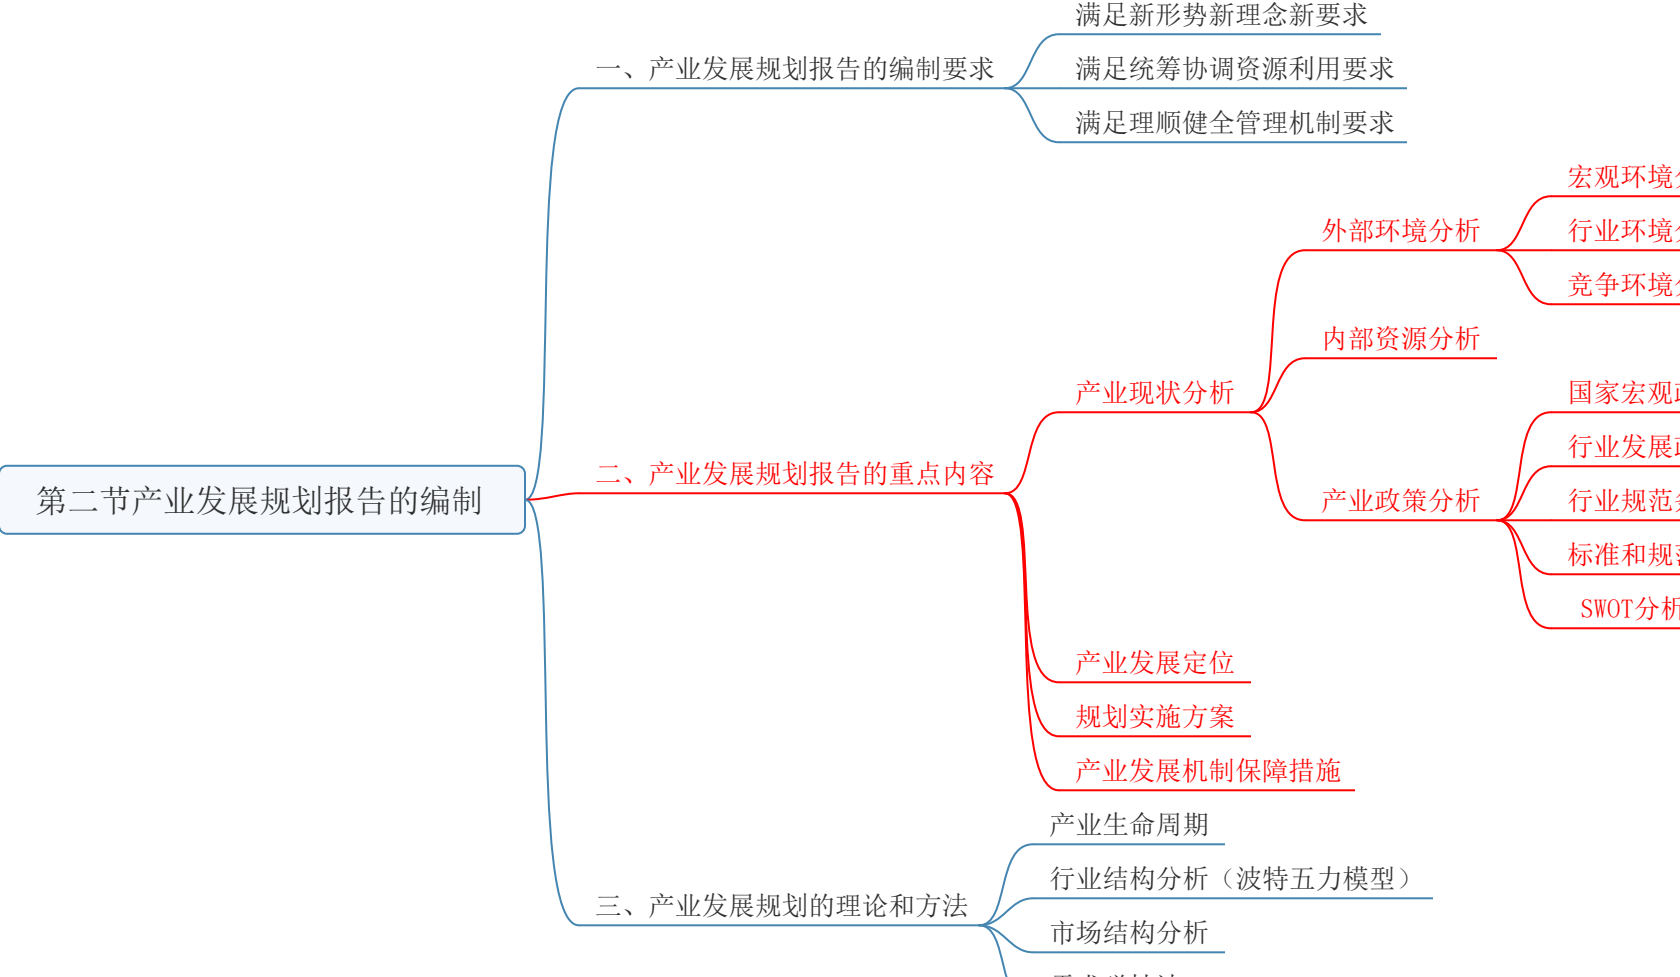 第二节产业发展规划报告的编制
一、产业发展规划报告的编制要求
满足新形势新理念新要求
满足统筹协调资源利用要求
满足理顺健全管理机制要求
二、产业发展规划报告的重点内容
产业现状分析
外部环境分析
宏观环境
行业环境
竞争环境
内部资源分析
产业政策分析
国家宏观
行业发展
行业规范
标准和规
SWOT分析
产业发展定位
规划实施方案
产业发展机制保障措施
三、产业发展规划的理论和方法
产业生命周期
行业结构分析（波特五力模型）
市场结构分析